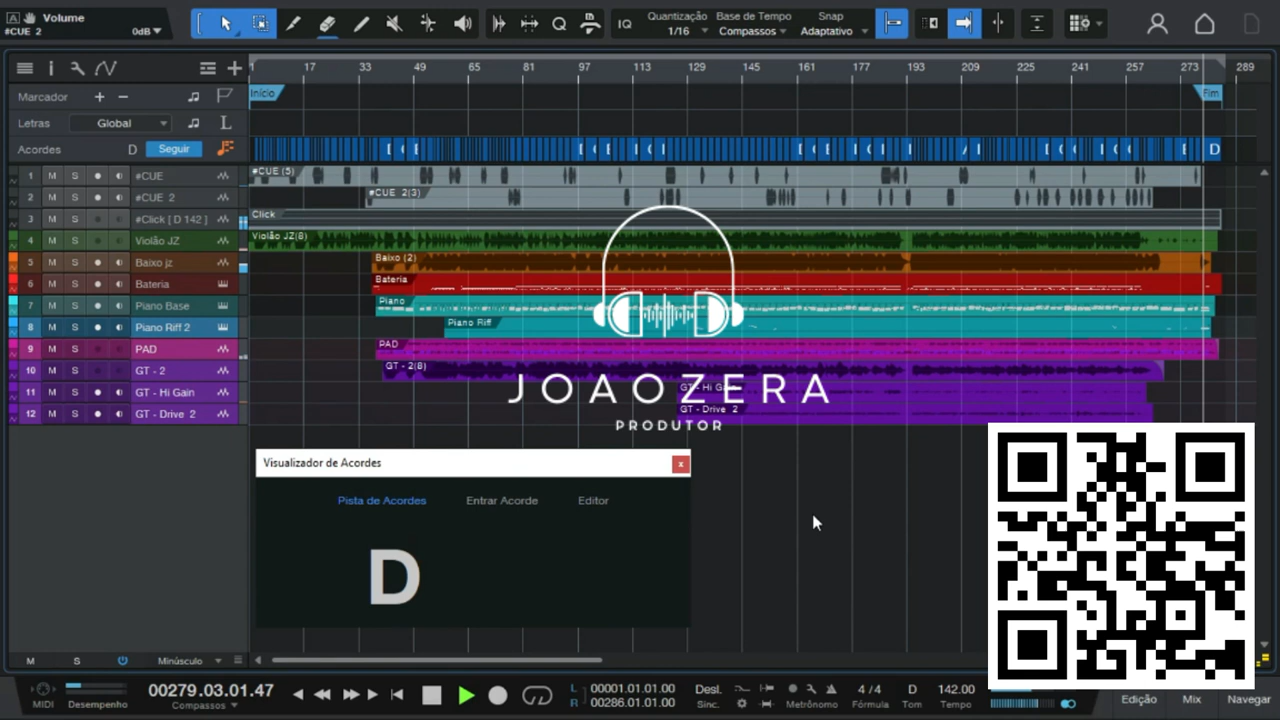 Volume
#CUE 2
0dB
IQ
Quantização
1/16
Base de Tempo
Compassos
Snap
Adaptativo
1 17 33 49 65 81 97 113 129 145 161 177 193 209 225 241 257 273 289
Marcador
Início
Fim
Letras
Global
L
Acordes
D
Seguir
D
1 M S #CUE
#CUE (5)
2 M S #CUE 2
#CUE 2(3)
3 M S #Click [ D 142 ]
Click
4 M S Violão JZ
Violão JZ(8)
5 M S Baixo jz
Baixo (2)
6 M S Bateria
Bateria
7 M S Piano Base
Piano
8 M S Piano Riff 2
Piano Riff
9 M S PAD
PAD
10 M S GT - 2
GT - 2(8)
11 M S GT - Hi Gain
12 M S GT - Drive 2
GT - Drive 2
JOAOZERA
PRODUTOR
Visualizador de Acordes
x
Pista de Acordes
Entrar Acorde
Editor
D
M S
Minúsculo
MIDI
Desempenho
00279.03.01.47
Compassos
L 00001.01.01.00
R 00286.01.01.00
Desl.
Sinc.
Metrônomo
4 / 4
Fórmula
D
Tom
142.00
Tempo
Edição
Mix
Navegar